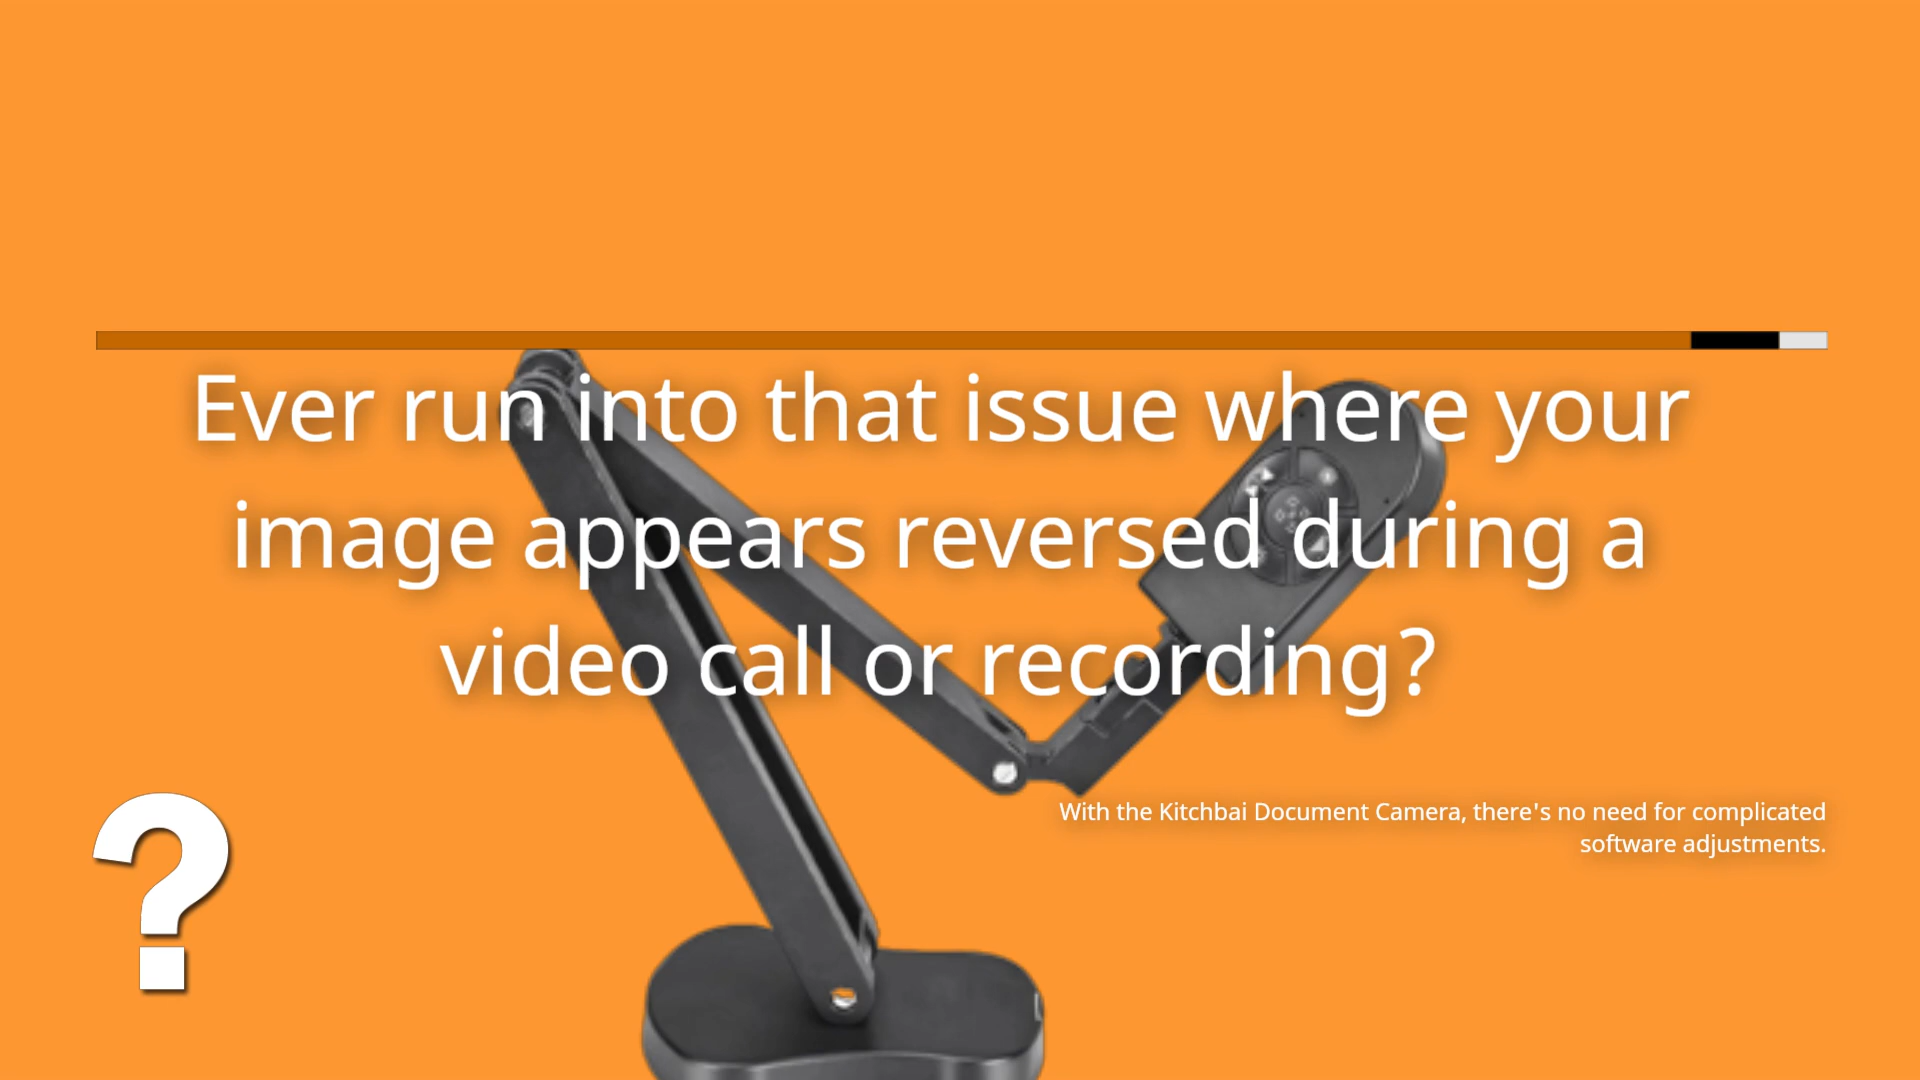 Ever run into that issue where your
image appears reversed during a
video call or recording?
With the Kitchbai Document Camera, there's no need for complicated
software adjustments.
?